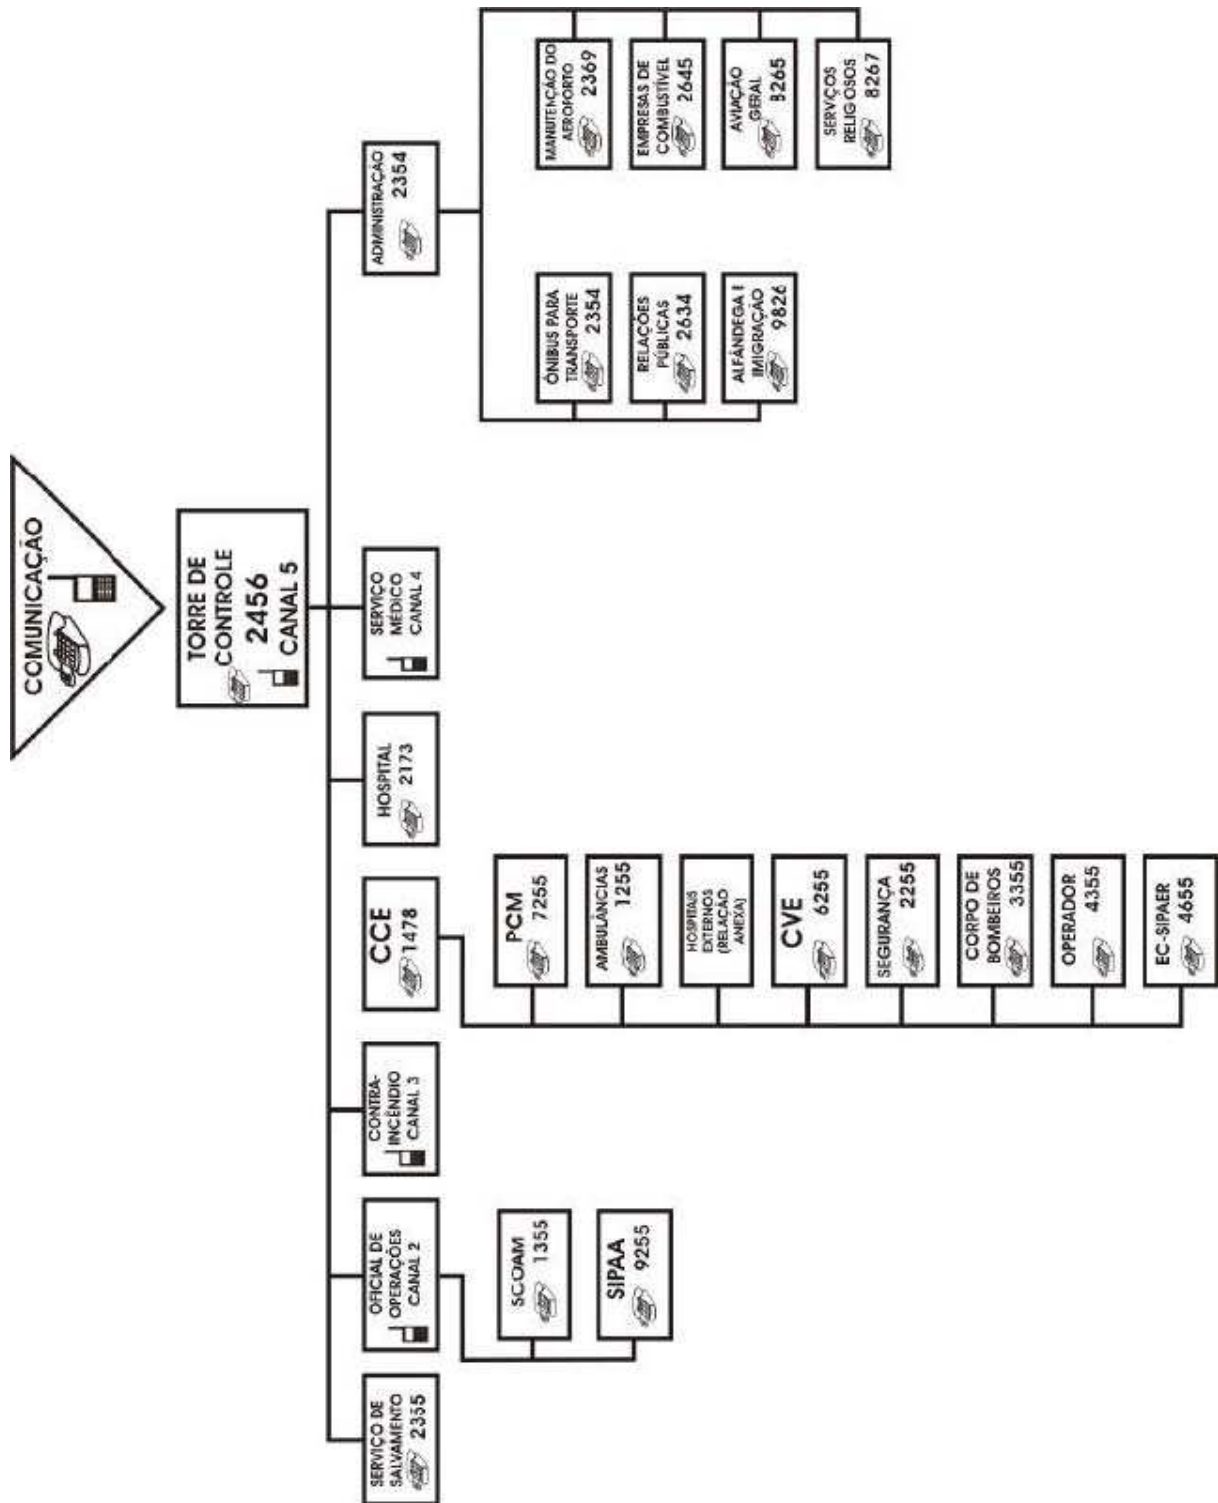 COMUNICAÇÃO
TORRE DE
CONTROLE
2456
CANAL 5
SERVIÇO DE
SALVAMENTO
2355
OFICIAL DE
OPERAÇÕES
CANAL 2
CONTRA-
INCÊNDIO
CANAL 3
CCE
1478
HOSPITAL
2173
SERVIÇO
MÉDICO
CANAL 4
ADMINISTRAÇÃO
2354
SCOAM
1355
SIPAA
9255
PCM
7255
AMBULÂNCIAS
1255
HOSPITAIS
EXTERNOS
(RELAÇÃO
ANEXA)
CVE
6255
SEGURANÇA
2255
CORPO DE
BOMBEIROS
3355
OPERADOR
4355
EC-SIPAER
4655
ÔNIBUS PARA
TRANSPORTE
2354
RELAÇÕES
PÚBLICAS
2634
ALFÂNDEGA E
IMIGRAÇÃO
9826
MANUTENÇÃO DO
AEROFORTO
2369
EMPRESAS DE
COMBUSTÍVEL
2645
AVIAÇÃO
GERAL
8265
SERVIÇOS
RELIGIOSOS
8267